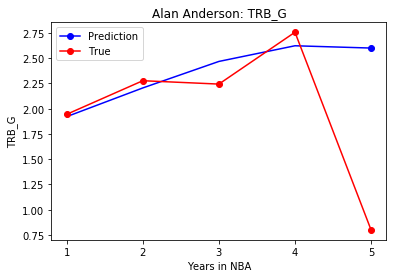 Alan Anderson: TRB_G
Prediction
True
2.75
2.50
2.25
2.00
1.75
1.50
1.25
1.00
0.75
TRB_G
1 2 3 4 5
Years in NBA